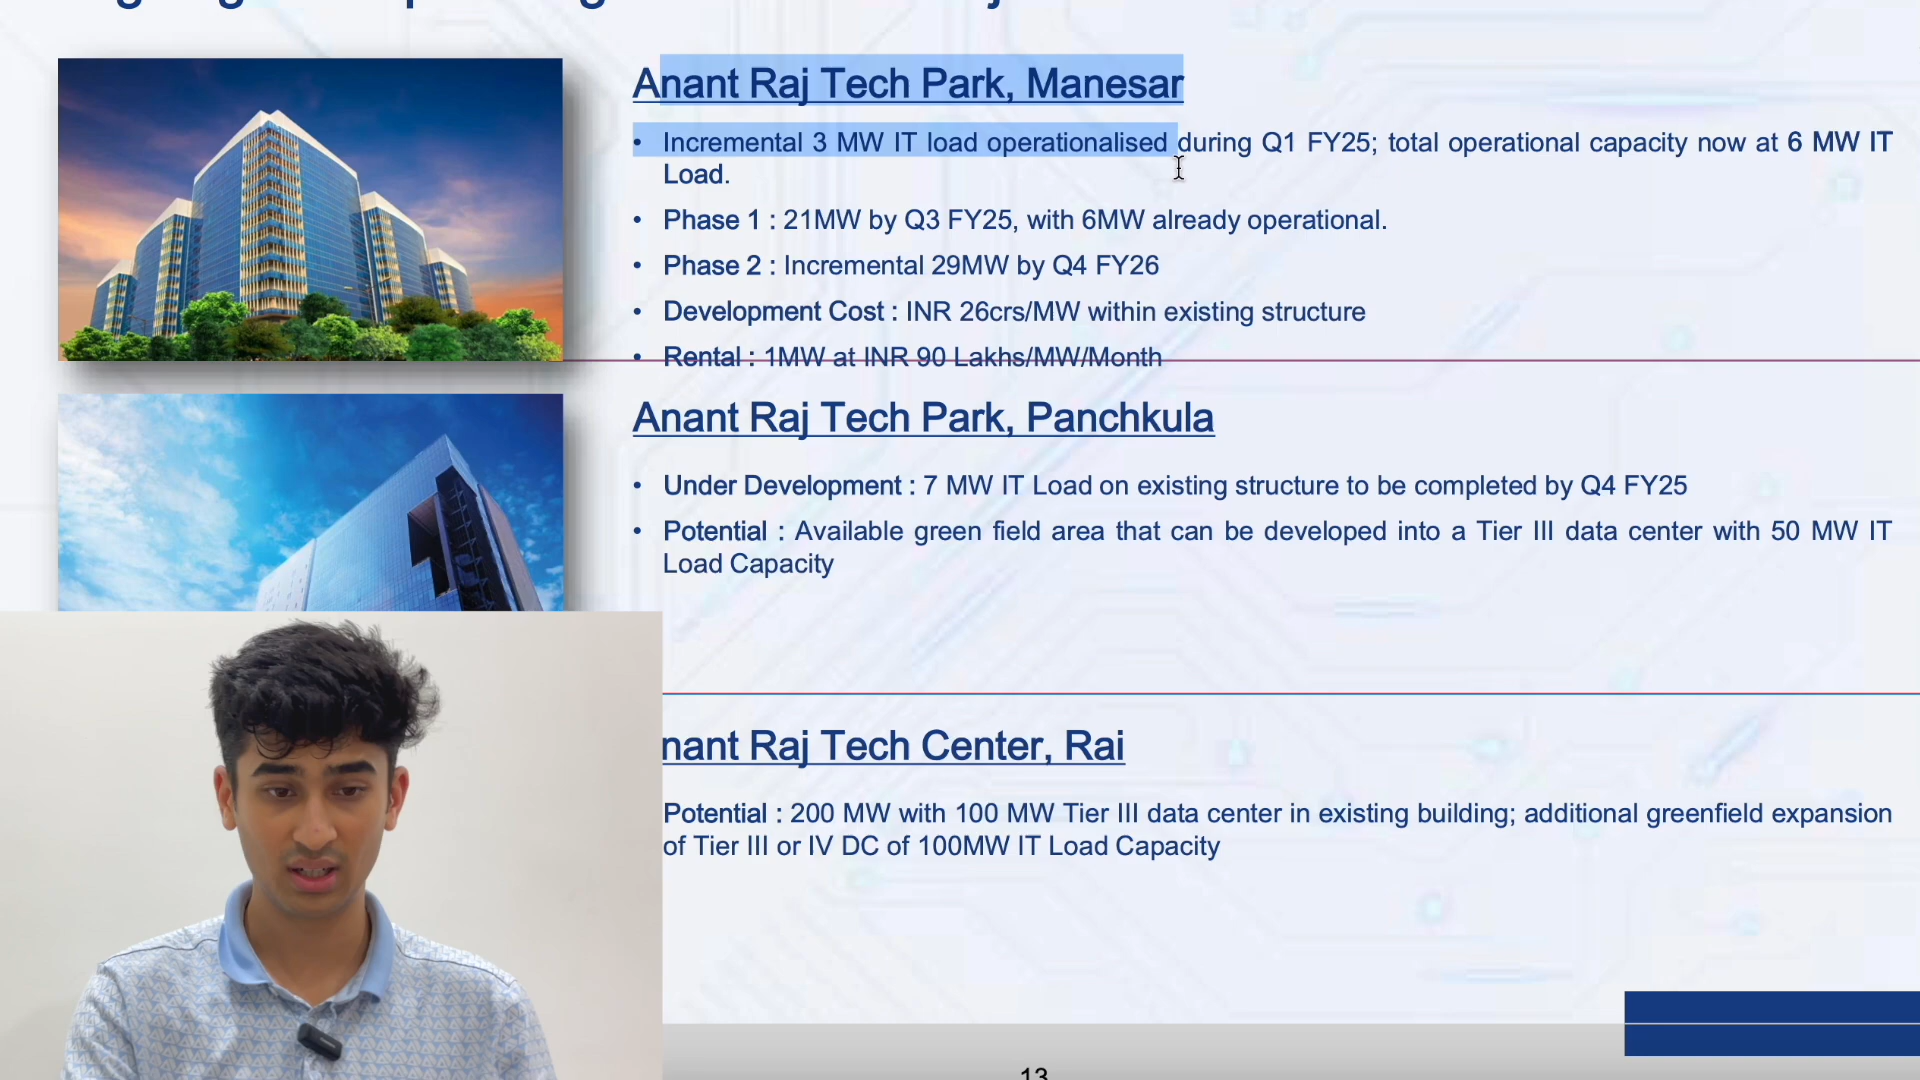 Anant Raj Tech Park, Manesar
• Incremental 3 MW IT load operationalised during Q1 FY25; total operational capacity now at 6 MW IT
Load.
• Phase 1 : 21MW by Q3 FY25, with 6MW already operational.
• Phase 2 : Incremental 29MW by Q4 FY26
• Development Cost : INR 26crs/MW within existing structure
• Rental : 1MW at INR 90 Lakhs/MW/Month
Anant Raj Tech Park, Panchkula
• Under Development : 7 MW IT Load on existing structure to be completed by Q4 FY25
• Potential : Available green field area that can be developed into a Tier III data center with 50 MW IT
Load Capacity
nant Raj Tech Center, Rai
Potential : 200 MW with 100 MW Tier III data center in existing building; additional greenfield expansion
of Tier III or IV DC of 100MW IT Load Capacity
13